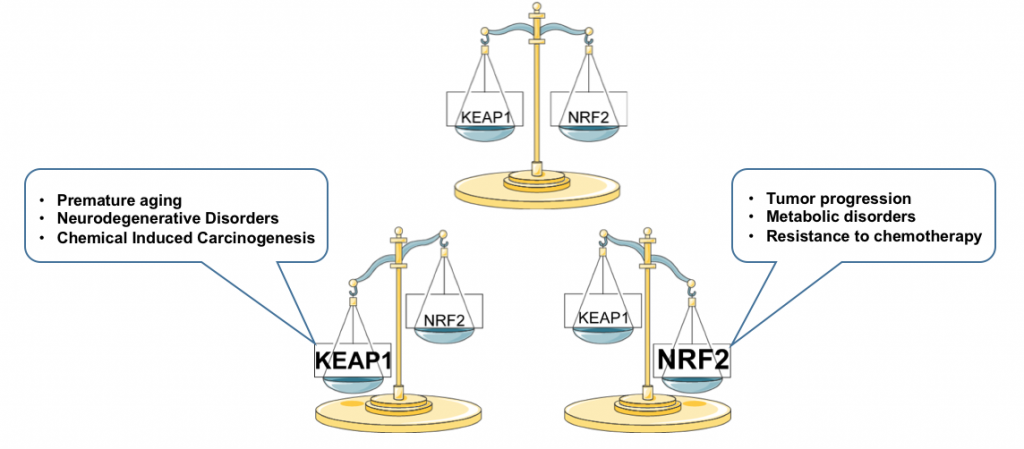 KEAP1
NRF2
• Premature aging
• Neurodegenerative Disorders
• Chemical Induced Carcinogenesis
• Tumor progression
• Metabolic disorders
• Resistance to chemotherapy
NRF2
KEAP1
KEAP1
NRF2